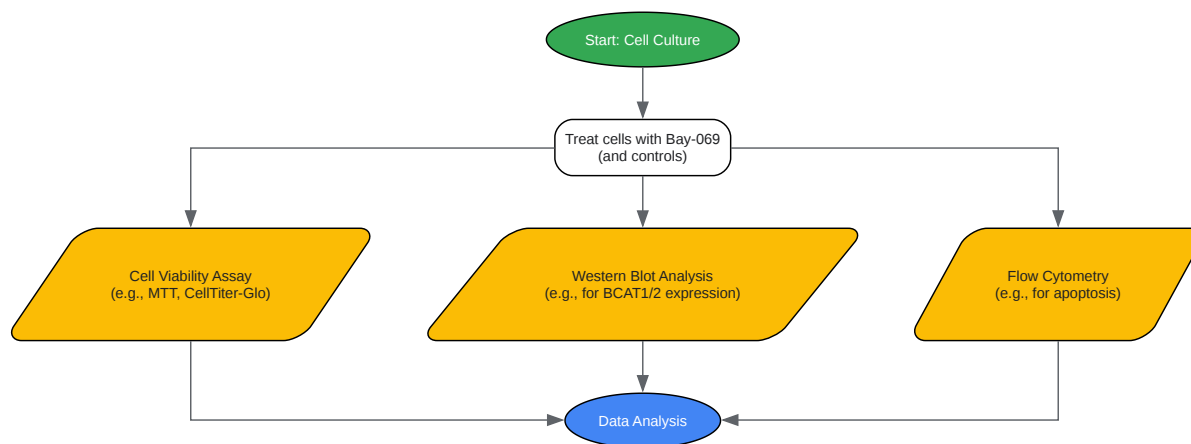 Start: Cell Culture
Treat cells with Bay-069
(and controls)
Cell Viability Assay
(e.g., MTT, CellTiter-Glo)
Western Blot Analysis
(e.g., for BCAT1/2 expression)
Flow Cytometry
(e.g., for apoptosis)
Data Analysis